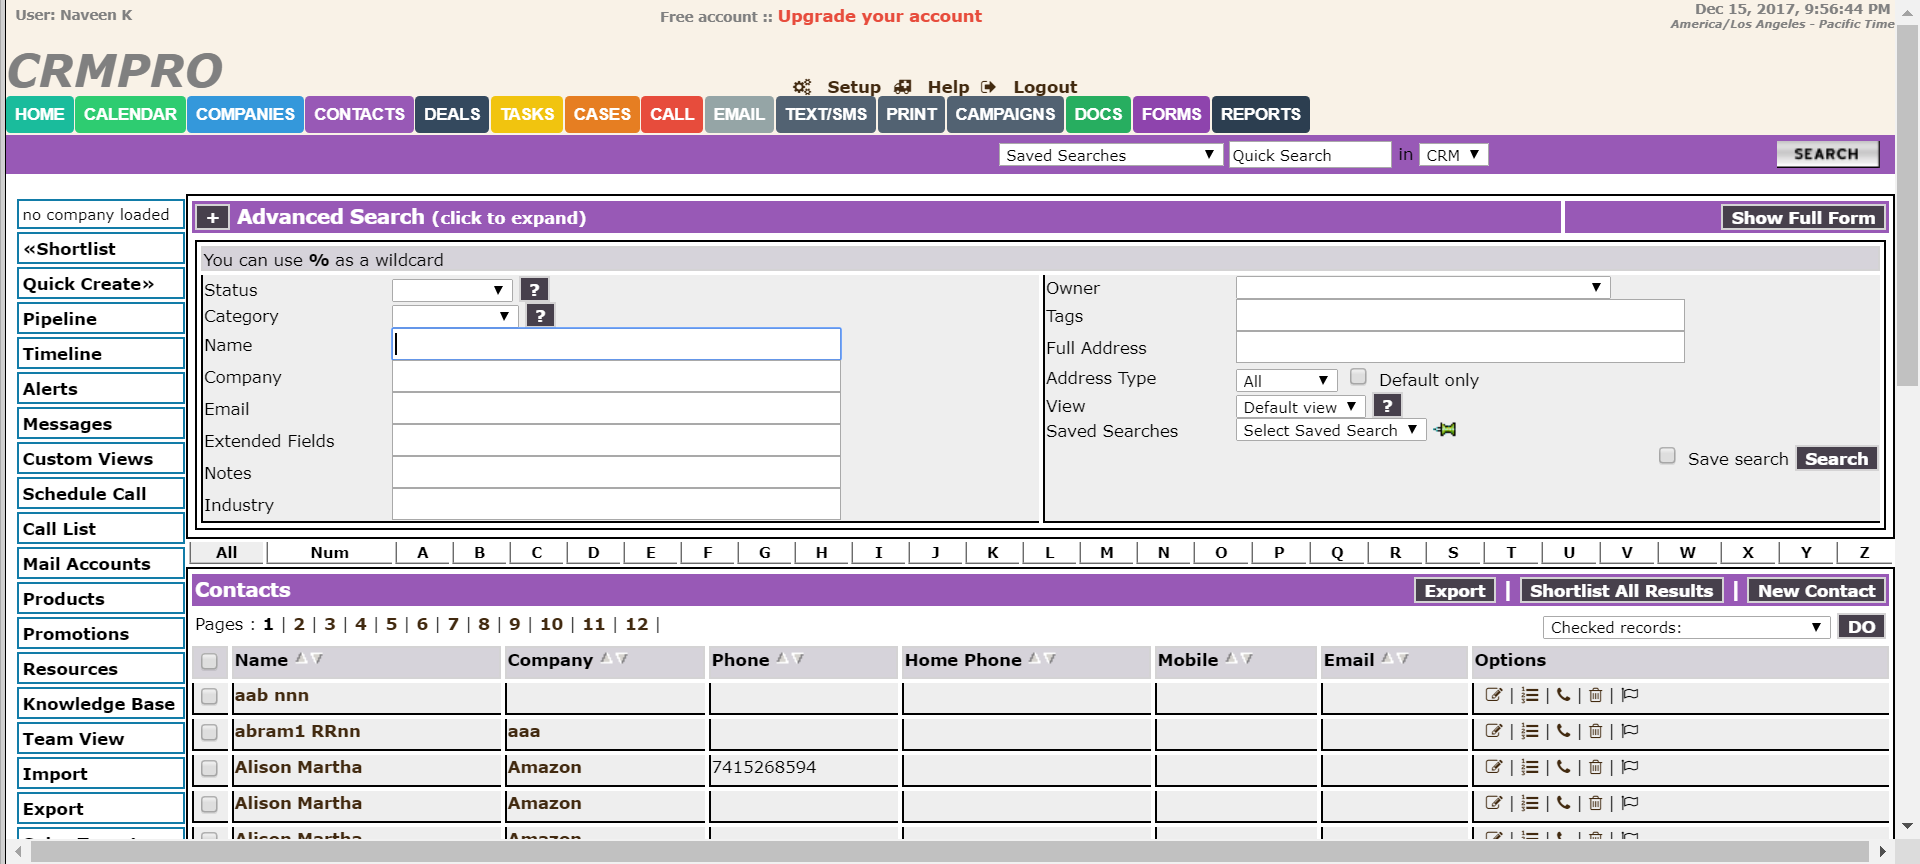 User: Naveen K
Free account :: Upgrade your account
Dec 15, 2017, 9:56:44 PM
America/Los Angeles - Pacific Time
CRMPRO
Setup Help Logout
HOME CALENDAR COMPANIES CONTACTS DEALS TASKS CASES CALL EMAIL TEXT/SMS PRINT CAMPAIGNS DOCS FORMS REPORTS
Saved Searches Quick Search in CRM SEARCH
no company loaded
«Shortlist
Quick Create»
Pipeline
Timeline
Alerts
Messages
Custom Views
Schedule Call
Call List
Mail Accounts
Products
Promotions
Resources
Knowledge Base
Team View
Import
Export
+ Advanced Search (click to expand) Show Full Form
You can use % as a wildcard
Status ?
Category ?
Name
Company
Email
Extended Fields
Notes
Industry
Owner
Tags
Full Address
Address Type All Default only
View Default view ?
Saved Searches Select Saved Search
Save search Search
All Num A B C D E F G H I J K L M N O P Q R S T U V W X Y Z
Contacts Export | Shortlist All Results | New Contact
Pages : 1 | 2 | 3 | 4 | 5 | 6 | 7 | 8 | 9 | 10 | 11 | 12 |
Checked records: DO
Name Company Phone Home Phone Mobile Email Options
aab nnn | | | |
abram1 RRnn aaa | | | |
Alison Martha Amazon 7415268594 | | | |
Alison Martha Amazon | | | |
Alison Martha Amazon